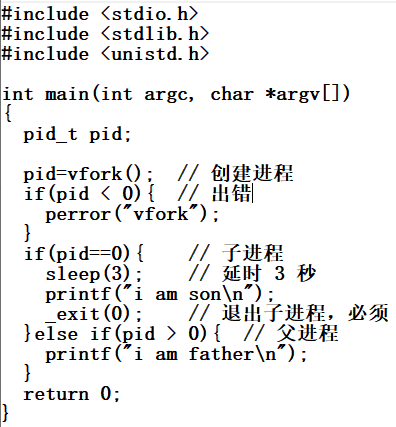 #include <stdio.h>
#include <stdlib.h>
#include <unistd.h>
int main(int argc, char *argv[])
{
pid_t pid;
pid=vfork(); // 创建进程
if(pid < 0){ // 出错
perror("vfork");
}
if(pid==0){ // 子进程
sleep(3); // 延时 3 秒
printf("i am son\n");
_exit(0); // 退出子进程，必须
}else if(pid > 0){ // 父进程
printf("i am father\n");
}
return 0;
}